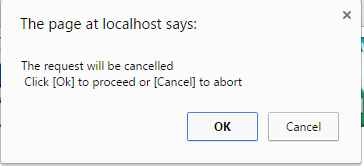 The page at localhost says:
The request will be cancelled
Click [Ok] to proceed or [Cancel] to abort
OK
Cancel